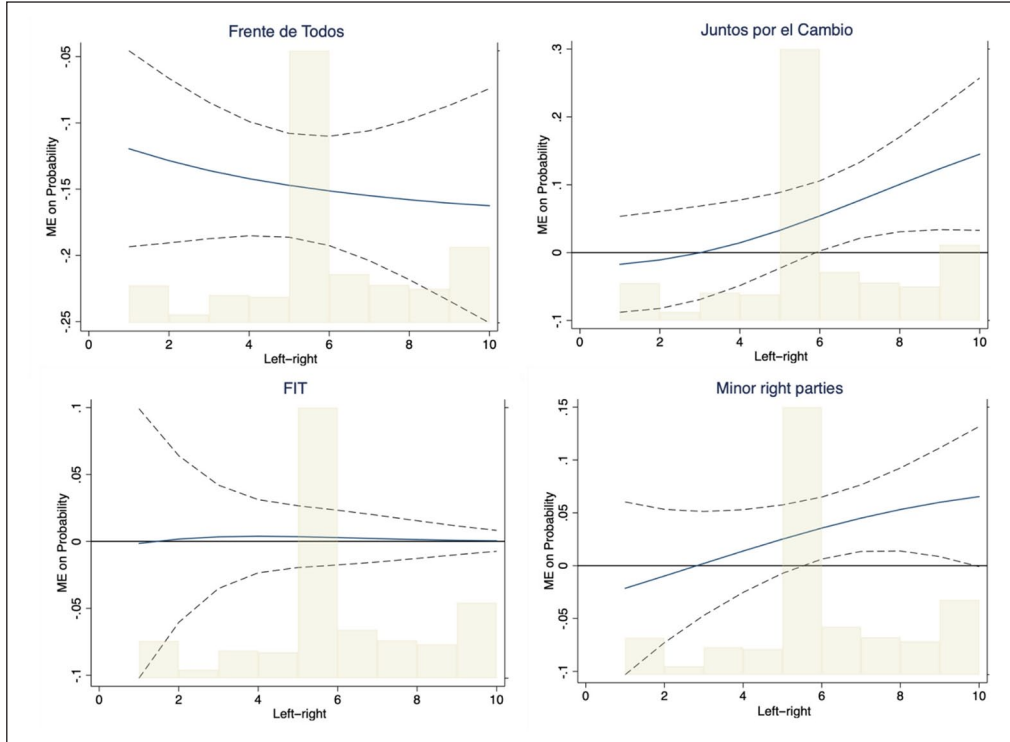 Frente de Todos
ME on Probability
-.05
-.1
-.15
-.2
-.25
0 2 4 6 8 10
Left-right
Juntos por el Cambio
ME on Probability
.3
.2
.1
0
-.1
0 2 4 6 8 10
Left-right
FIT
ME on Probability
.1
.05
0
-.05
-.1
0 2 4 6 8 10
Left-right
Minor right parties
ME on Probability
.15
.1
.05
0
-.05
-.1
0 2 4 6 8 10
Left-right